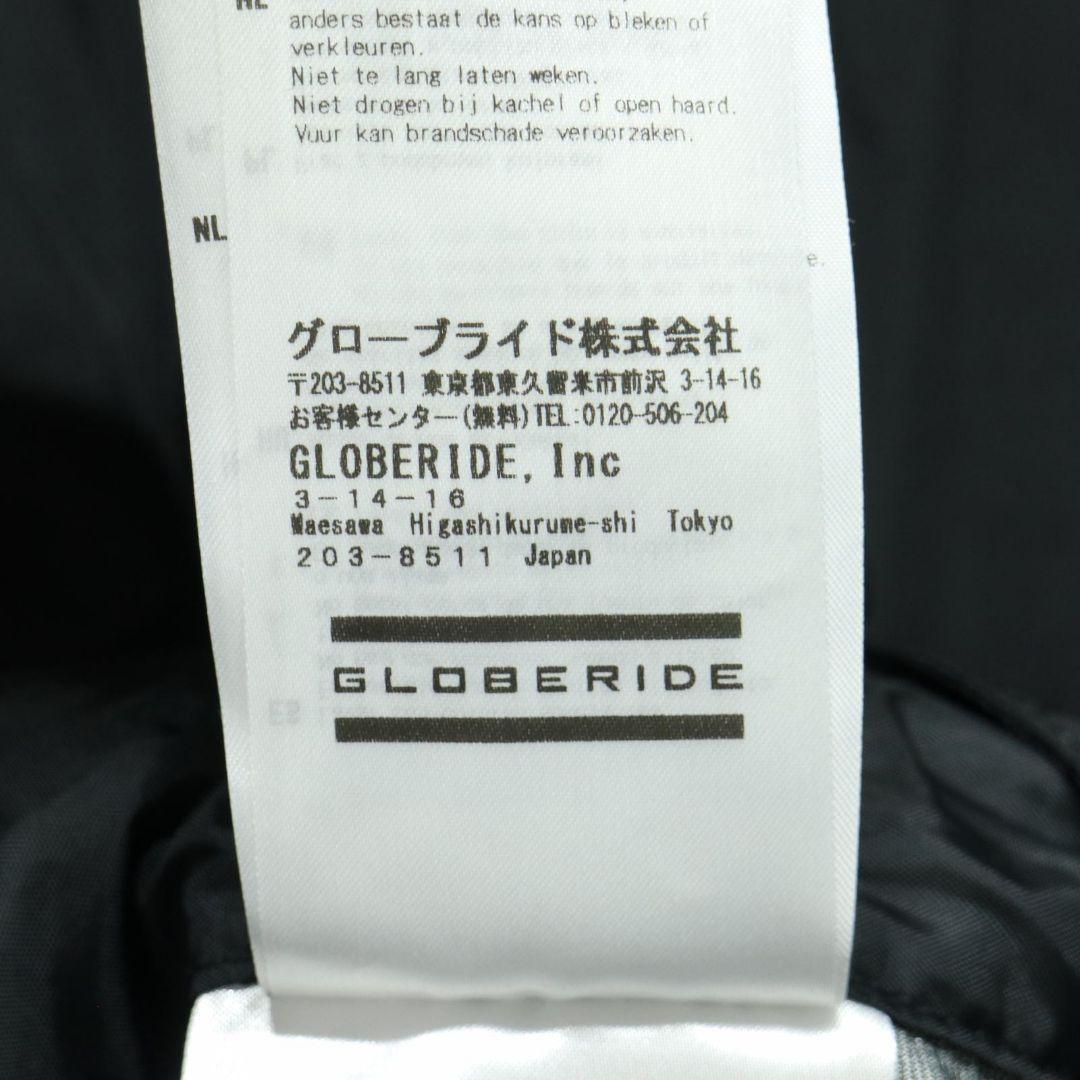 NL
anders bestaat de kans op bleken of
verkleuren.
Niet te lang laten weken.
Niet drogen bij kachel of open haard.
Vuur kan brandschade veroorzaken.
NL
e.
グローブライド株式会社
〒203-8511 東京都東久留米市前沢 3-14-16
お客様センター(無料)TEL:0120-506-204
GLOBERIDE, Inc
3-14-16
Maesawa Higashikurume-shi Tokyo
203-8511 Japan
GLOBERIDE